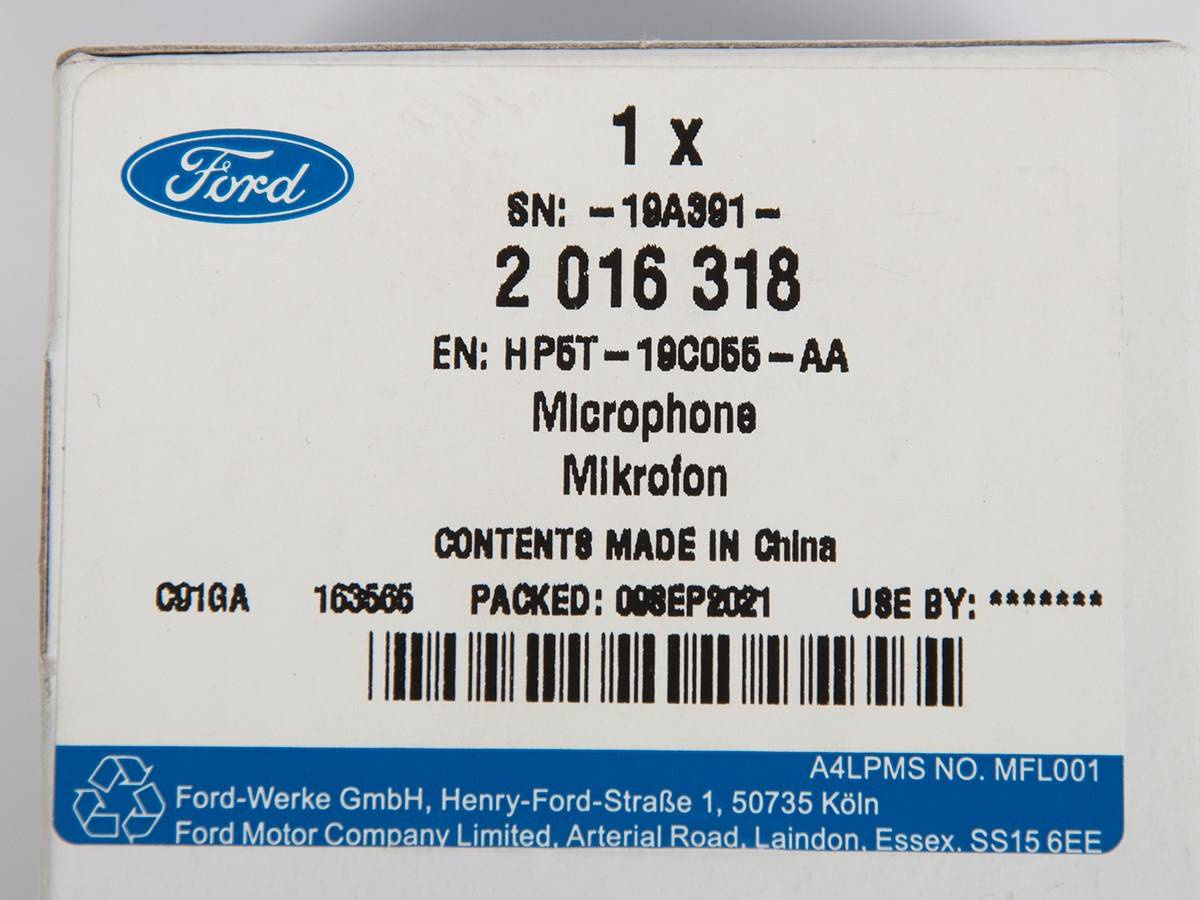 Ford
1 x
SN: -19A391-
2 016 318
EN: HP5T-19C055-AA
Microphone
Mikrofon
CONTENTS MADE IN China
C91GA 163565 PACKED: 09SEP2021 USE BY: *******
A4LPMS NO. MFL001
Ford-Werke GmbH, Henry-Ford-Straße 1, 50735 Köln
Ford Motor Company Limited, Arterial Road, Laindon, Essex. SS15 6EE